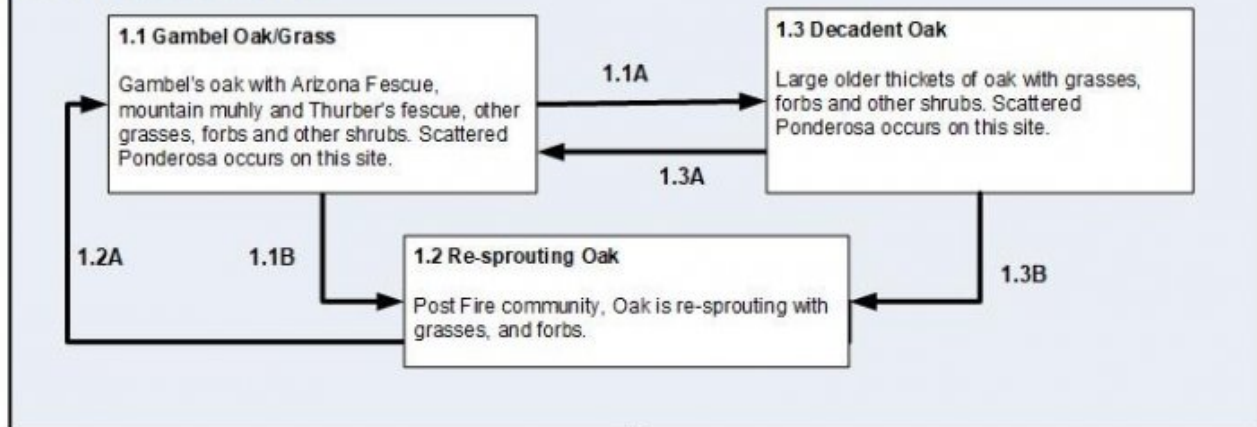 1.1 Gambel Oak/Grass
Gambel's oak with Arizona Fescue,
mountain muhly and Thurber's fescue, other
grasses, forbs and other shrubs. Scattered
Ponderosa occurs on this site.
1.1A
1.3A
1.3 Decadent Oak
Large older thickets of oak with grasses,
forbs and other shrubs. Scattered
Ponderosa occurs on this site.
1.2A
1.1B
1.2 Re-sprouting Oak
Post Fire community, Oak is re-sprouting with
grasses, and forbs.
1.3B